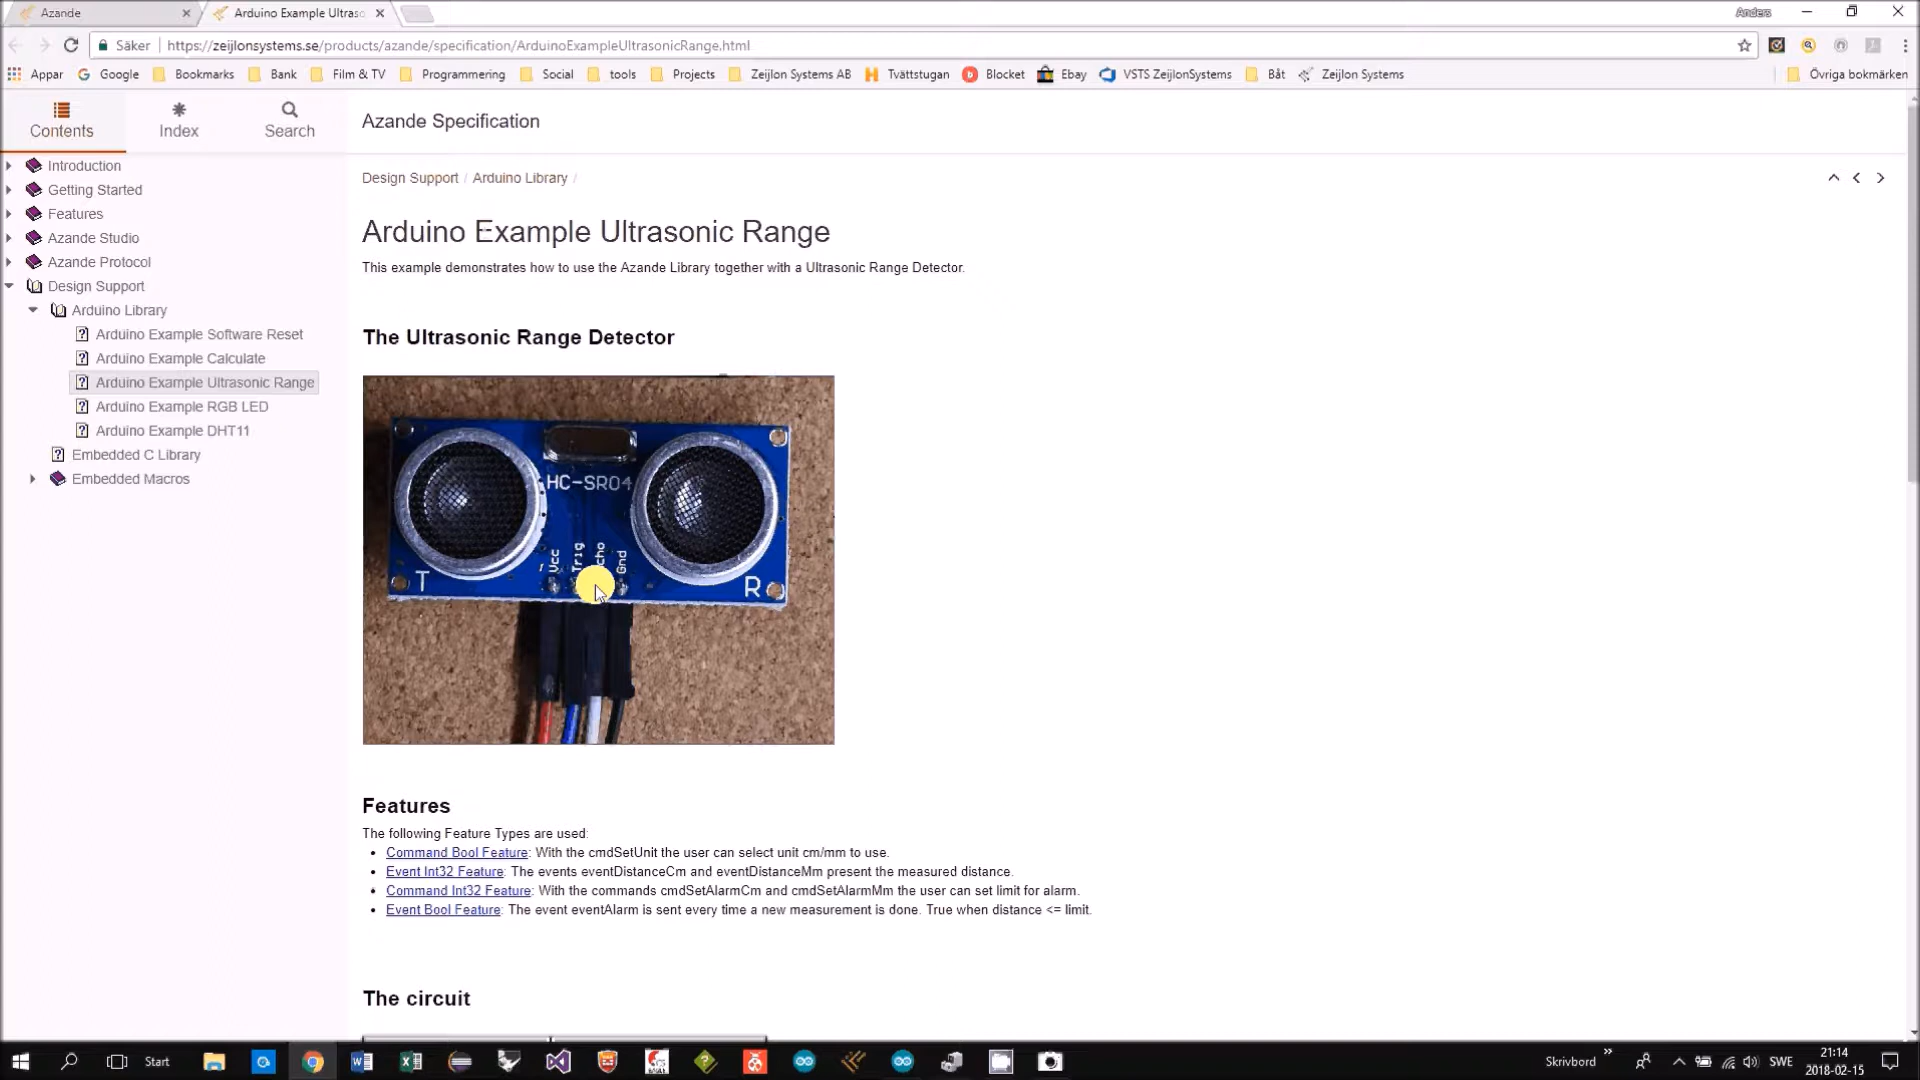 Azande
Arduino Example Ultraso
Anders
Säker
https://zeijlonsystems.se/products/azande/specification/ArduinoExampleUltrasonicRange.html
Appar Google Bookmarks Bank Film & TV Programmering Social tools Projects Zeijlon Systems AB Tvättstugan Blocket Ebay VSTS ZeijlonSystems Båt Zeijlon Systems Övriga bokmärken
Contents
Index
Search
Introduction
Getting Started
Features
Azande Studio
Azande Protocol
Design Support
Arduino Library
Arduino Example Software Reset
Arduino Example Calculate
Arduino Example Ultrasonic Range
Arduino Example RGB LED
Arduino Example DHT11
Embedded C Library
Embedded Macros
Azande Specification
Design Support / Arduino Library /
Arduino Example Ultrasonic Range
This example demonstrates how to use the Azande Library together with a Ultrasonic Range Detector.
The Ultrasonic Range Detector
HC-SR04
Vcc
Trig
Gnd
T
R
Features
The following Feature Types are used:
• Command Bool Feature: With the cmdSetUnit the user can select unit cm/mm to use.
• Event Int32 Feature: The events eventDistanceCm and eventDistanceMm present the measured distance.
• Command Int32 Feature: With the commands cmdSetAlarmCm and cmdSetAlarmMm the user can set limit for alarm.
• Event Bool Feature: The event eventAlarm is sent every time a new measurement is done. True when distance <= limit.
The circuit
Start
Skrivbord
SWE
21:14
2018-02-15